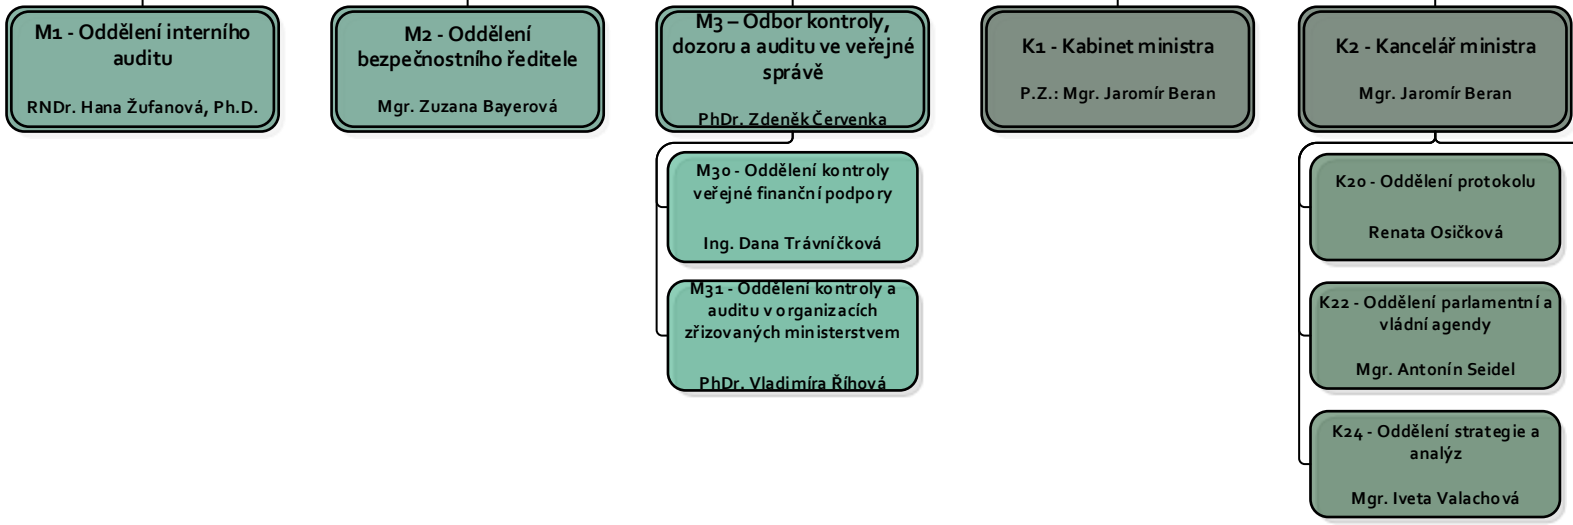 M1 - Oddělení interního
auditu
RNDr. Hana Žufanová, Ph.D.
M2 - Oddělení
bezpečnostního ředitele
Mgr. Zuzana Bayerová
M3 – Odbor kontroly,
dozoru a auditu ve veřejné
správě
PhDr. Zdeněk Červenka
M30 - Oddělení kontroly
veřejné finanční podpory
Ing. Dana Trávníčková
M31 - Oddělení kontroly a
auditu v organizacích
zřizovaných ministerstvem
PhDr. Vladimíra Říhová
K1 - Kabinet ministra
P.Z.: Mgr. Jaromír Beran
K2 - Kancelář ministra
Mgr. Jaromír Beran
K20 - Oddělení protokolu
Renata Osičková
K22 - Oddělení parlamentní a
vládní agendy
Mgr. Antonín Seidel
K24 - Oddělení strategie a
analýz
Mgr. Iveta Valachová